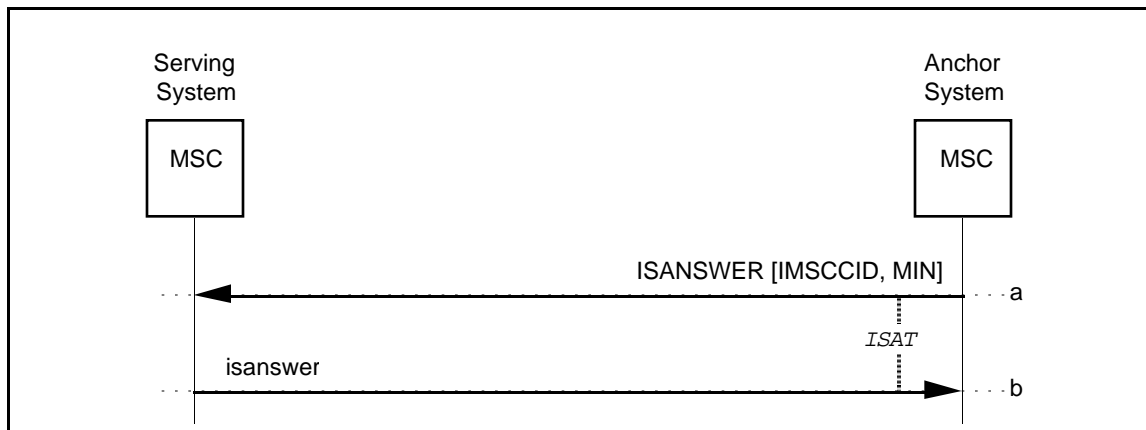 Serving
System
Anchor
System
MSC
MSC
ISANSWER [IMSCCID, MIN]
a
ISAT
isanswer
b